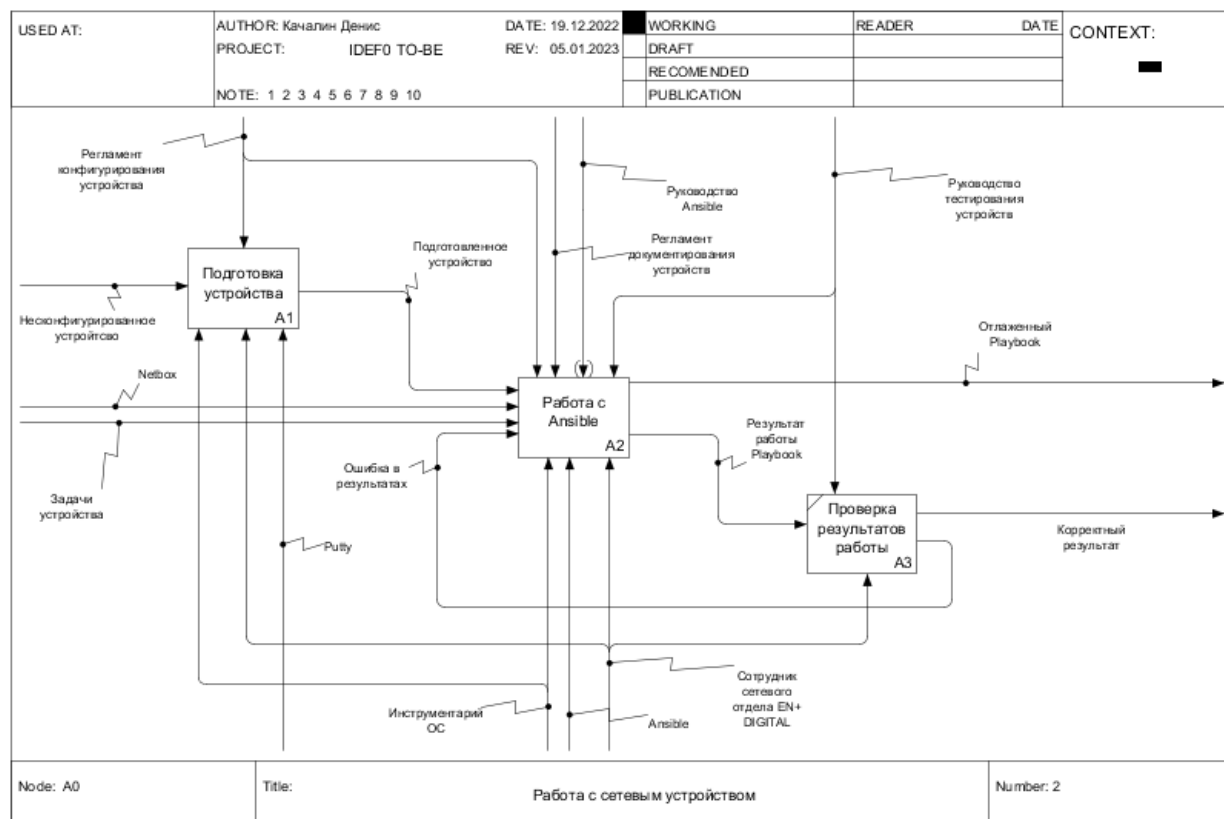 USED AT:
AUTHOR: Качалин Денис
DATE: 19.12.2022
PROJECT: IDEF0 TO-BE
REV: 05.01.2023
NOTE: 1 2 3 4 5 6 7 8 9 10
WORKING
DRAFT
RECOMENDED
PUBLICATION
READER
DATE
CONTEXT:
Регламент
конфигурирования
устройства
Руководство
Ansible
Руководство
тестирования
устройств
Регламент
документирования
устройств
Подготовленное
устройство
Подготовка
устройства
A1
Несконфигурированное
устройтсво
Отлаженный
Playbook
Netbox
Работа с
Ansible
A2
Результат
работы
Playbook
Ошибка в
результатах
Задачи
устройства
Проверка
результатов
работы
A3
Корректный
результат
Putty
Сотрудник
сетевого
отдела EN+
DIGITAL
Инструментарий
ОС
Ansible
Node: A0
Title:
Работа с сетевым устройством
Number: 2